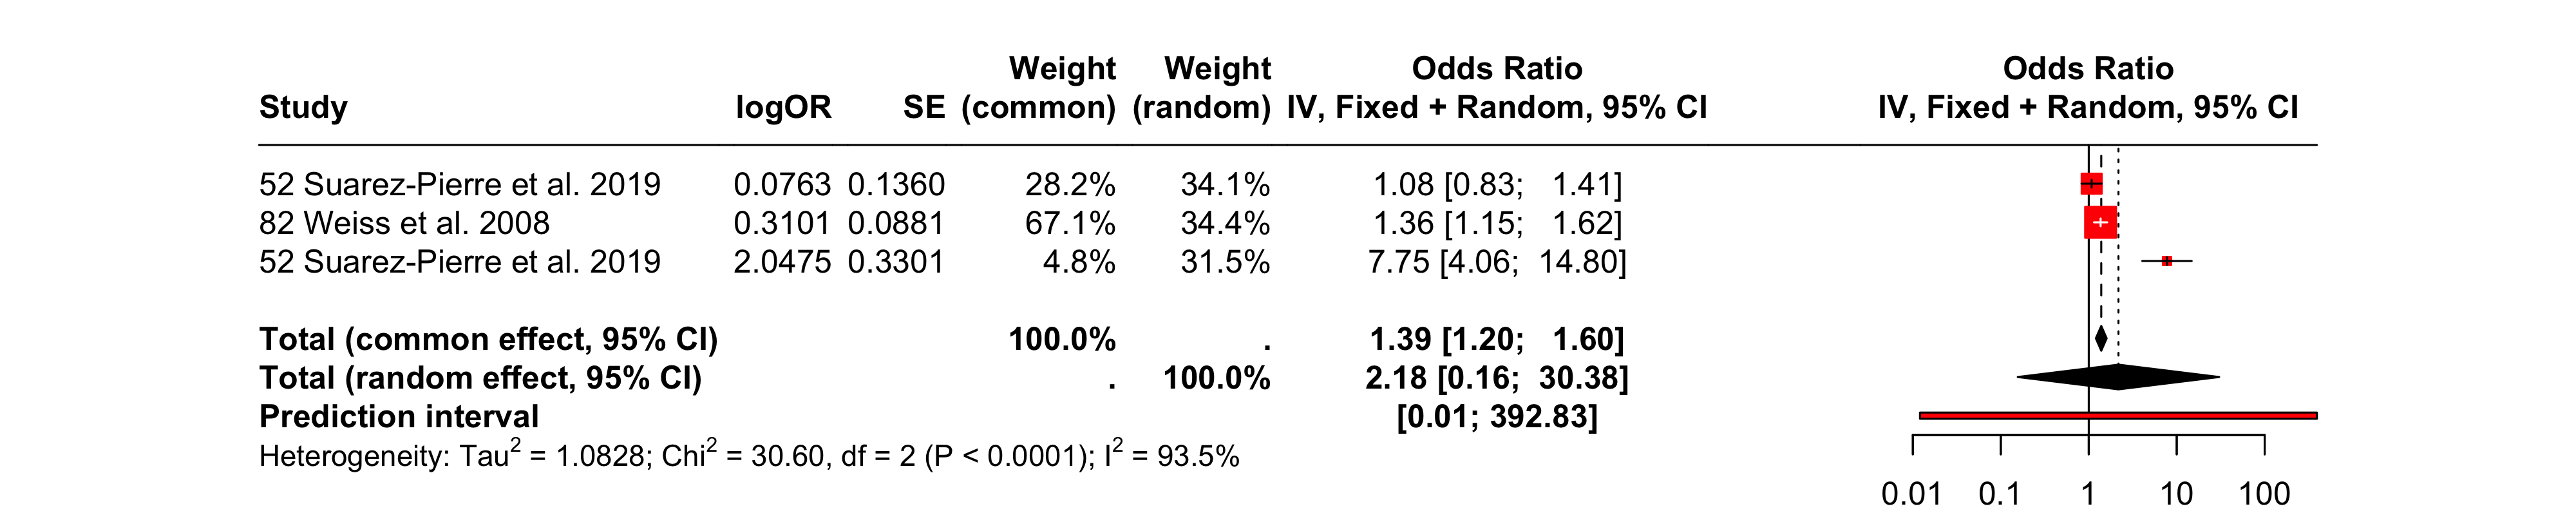 Weight Weight Odds Ratio Odds Ratio
Study logOR SE (common) (random) IV, Fixed + Random, 95% CI IV, Fixed + Random, 95% CI
52 Suarez-Pierre et al. 2019 0.0763 0.1360 28.2% 34.1% 1.08 [0.83; 1.41]
82 Weiss et al. 2008 0.3101 0.0881 67.1% 34.4% 1.36 [1.15; 1.62]
52 Suarez-Pierre et al. 2019 2.0475 0.3301 4.8% 31.5% 7.75 [4.06; 14.80]
Total (common effect, 95% CI) 100.0% . 1.39 [1.20; 1.60]
Total (random effect, 95% CI) . 100.0% 2.18 [0.16; 30.38]
Prediction interval [0.01; 392.83]
Heterogeneity: Tau² = 1.0828; Chi² = 30.60, df = 2 (P < 0.0001); I² = 93.5%
0.01 0.1 1 10 100